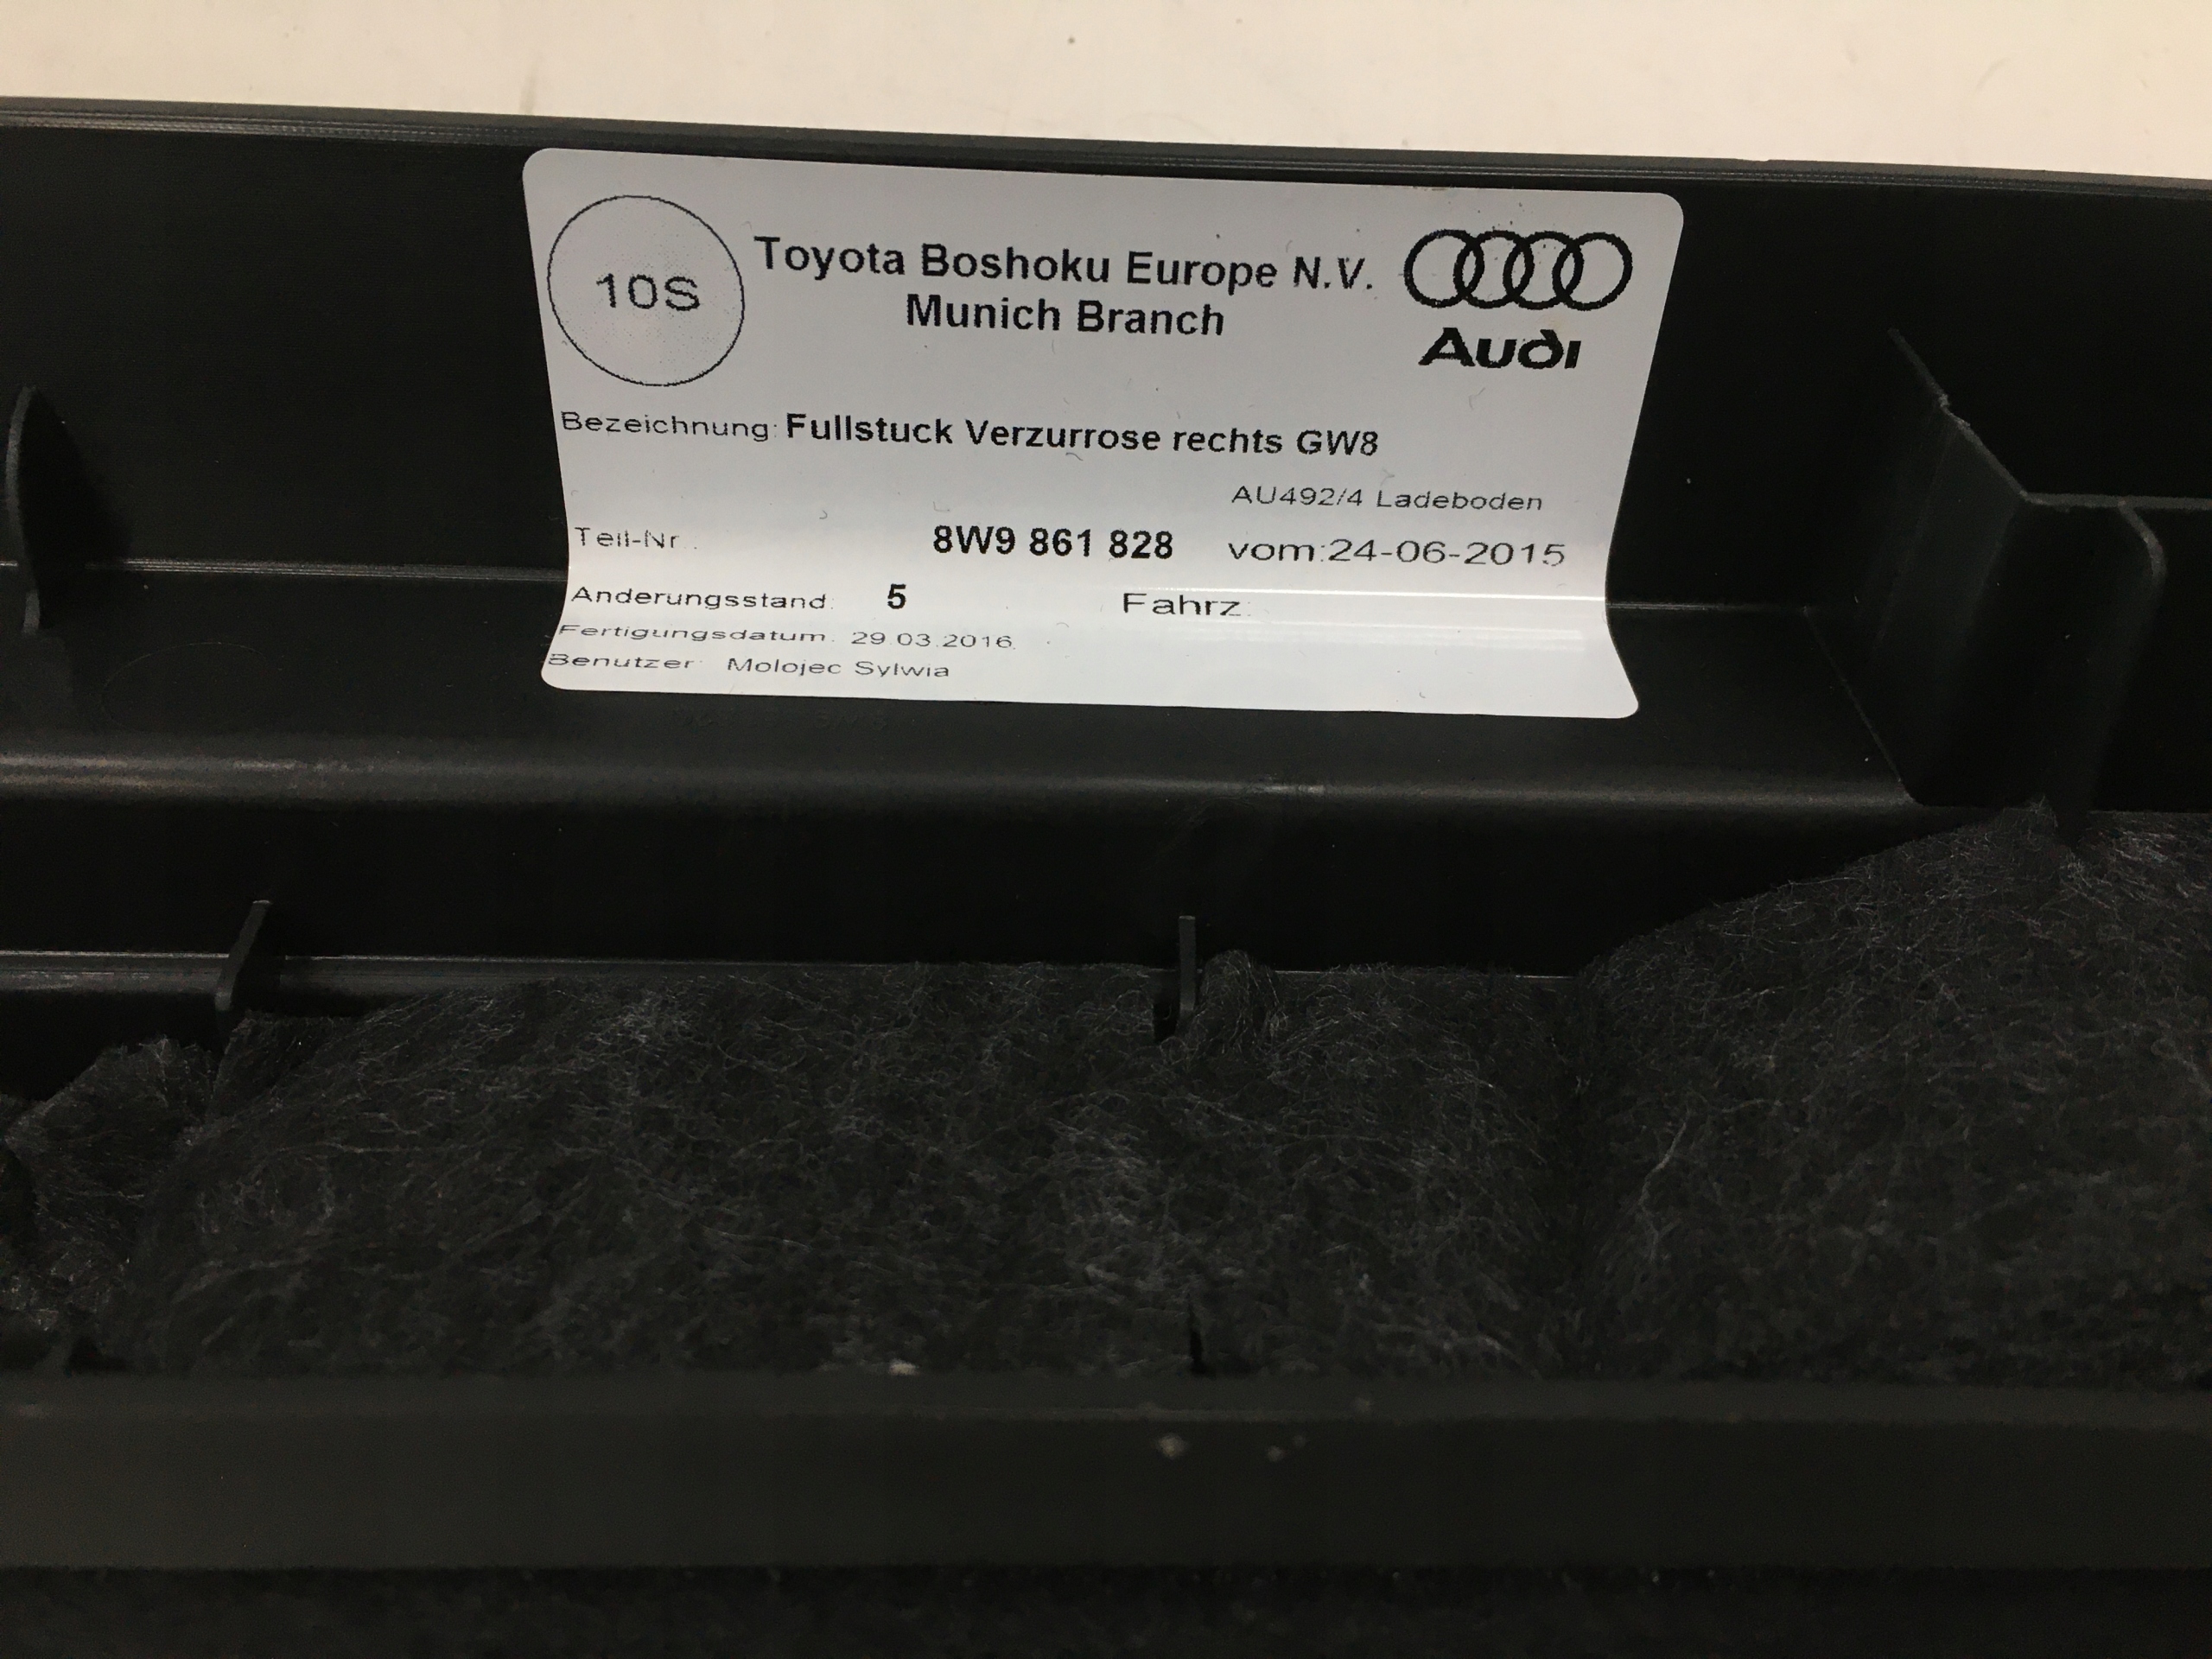 10S
Toyota Boshoku Europe N.V.
Munich Branch
Audi
Bezeichnung: Fullstuck Verzurrose rechts GW8
AU492/4 Ladeboden
Teil-Nr. 8W9 861 828 vom:24-06-2015
Anderungsstand: 5 Fahrz:
Fertigungsdatum: 29.03.2016
Benutzer: Molojec Sylwia